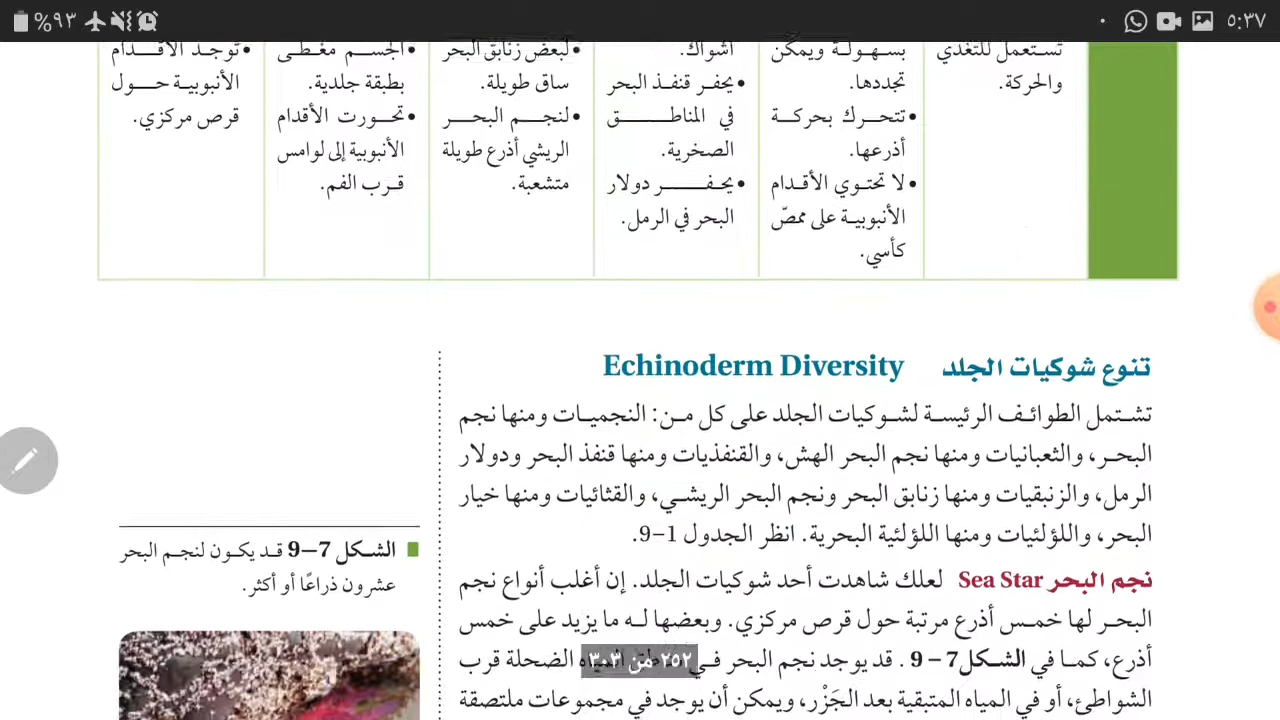 %٩٣
٥:٣٧
تستعمل للتغذي
والحركة.
بسهولة ويمكن
تجددها.
• تتحرك بحركة
أذرعها.
• لا تحتوي الأقدام
الأنبوبية على ممصّ
كأسي.
أشواك.
• يحفر قنفذ البحر
في المناطق
الصخرية.
• يحفر دولار
البحر في الرمل.
• لبعض زنابق البحر
ساق طويلة.
• لنجم البحر
الريشي أذرع طويلة
متشعبة.
• الجسم مغطى
بطبقة جلدية.
• تحورت الأقدام
الأنبوبية إلى لوامس
قرب الفم.
• توجد الأقدام
الأنبوبية حول
قرص مركزي.
تنوع شوكيات الجلد Echinoderm Diversity
تشتمل الطوائف الرئيسة لشوكيات الجلد على كل من: النجميات ومنها نجم
البحر، والثعبانيات ومنها نجم البحر الهش، والقنفذيات ومنها قنفذ البحر ودولار
الرمل، والزنبقيات ومنها زنابق البحر ونجم البحر الريشي، والقثائيات ومنها خيار
البحر، واللؤلئيات ومنها اللؤلئية البحرية. انظر الجدول 1-9.
نجم البحر Sea Star لعلك شاهدت أحد شوكيات الجلد. إن أغلب أنواع نجم
البحر لها خمس أذرع مرتبة حول قرص مركزي. وبعضها له ما يزيد على خمس
أذرع، كما في الشكل 7 – 9 . قد يوجد نجم البحر في الضحلة قرب
الشواطئ، أو في المياه المتبقية بعد الجَزْر، ويمكن أن يوجد في مجموعات ملتصقة
٢٥٢ من ٣٠٣
■ الشكل 7–9 قد يكون لنجم البحر
عشرون ذراعًا أو أكثر.